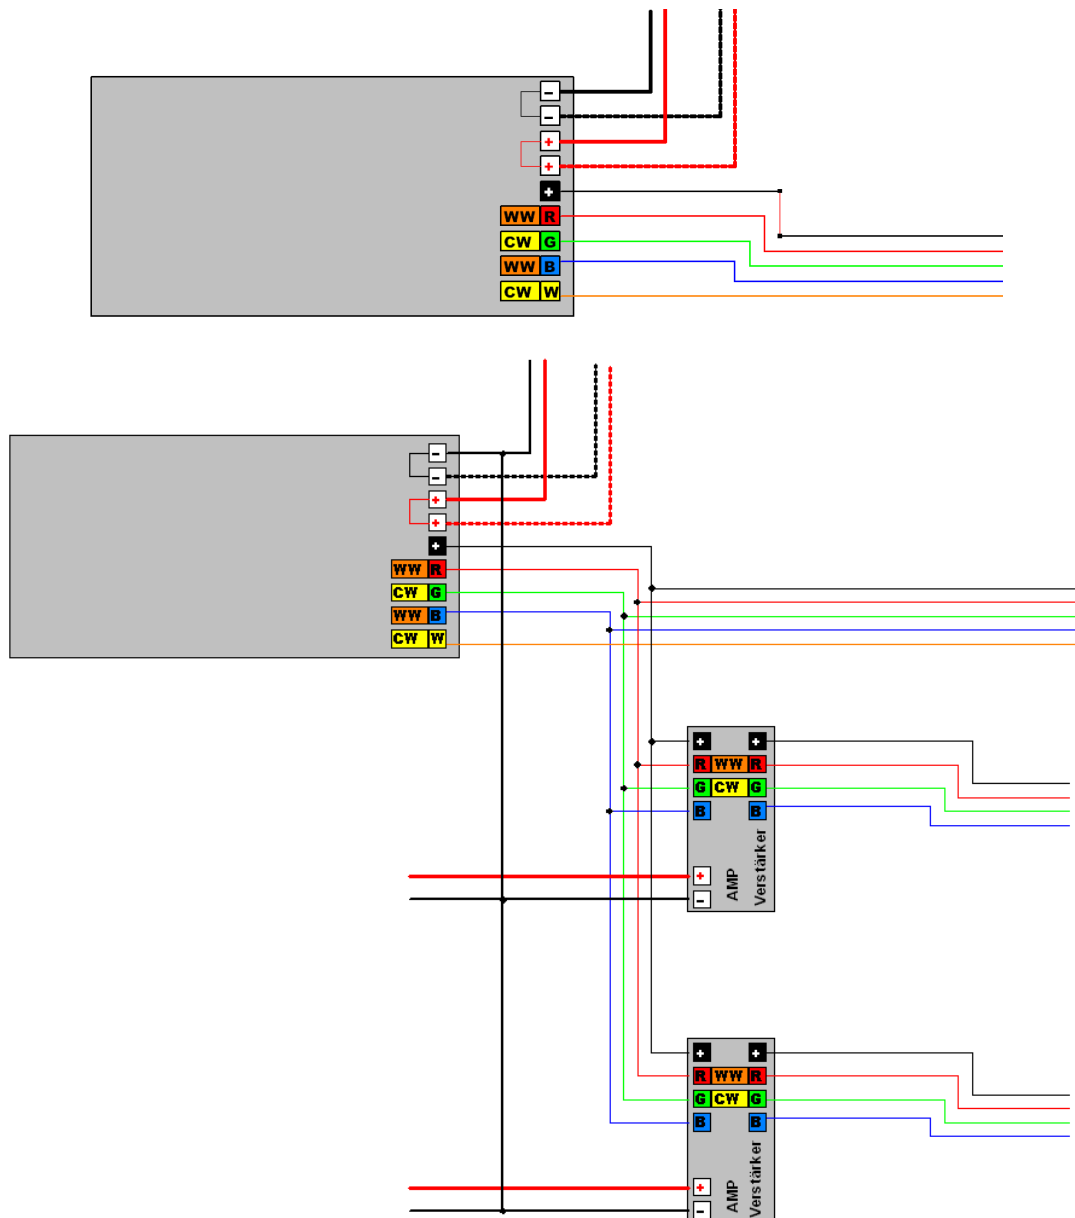 -
-
+
+
+
WW R
CW G
WW B
CW W
-
-
+
+
+
WW R
CW G
WW B
CW W
+ +
R WW R
G CW G
B B
+
-
AMP
Verstärker
+ +
R WW R
G CW G
B B
+
-
AMP
Verstärker